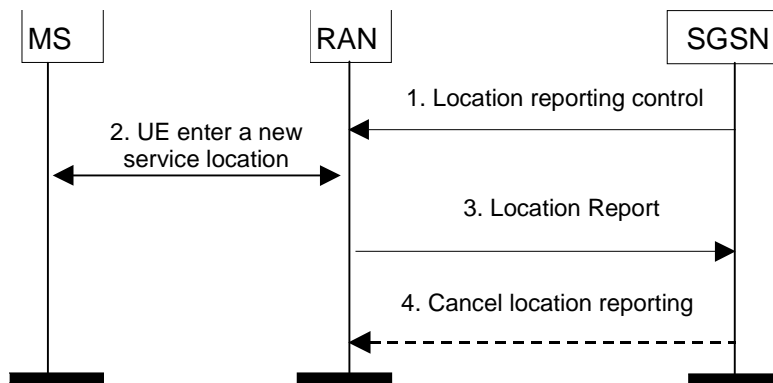 MS
RAN
SGSN
1. Location reporting control
2. UE enter a new
service location
3. Location Report
4. Cancel location reporting